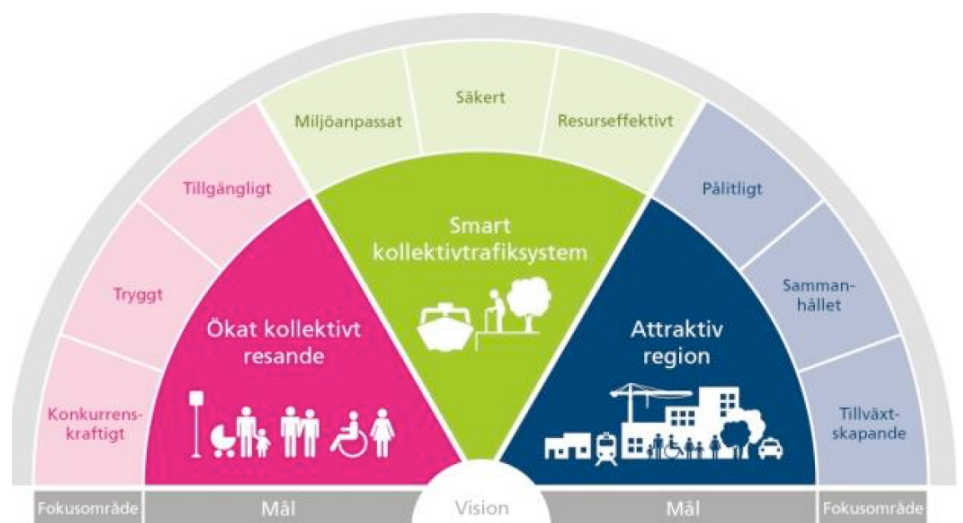 Miljöanpassat
Säkert
Resurseffektivt
Tillgängligt
Tryggt
Konkurrens-
kraftigt
Pålitligt
Samman-
hållet
Tillväxt-
skapande
Smart
kollektivtrafiksystem
Ökat kollektivt
resande
Attraktiv
region
Fokusområde
Mål
Vision
Mål
Fokusområde